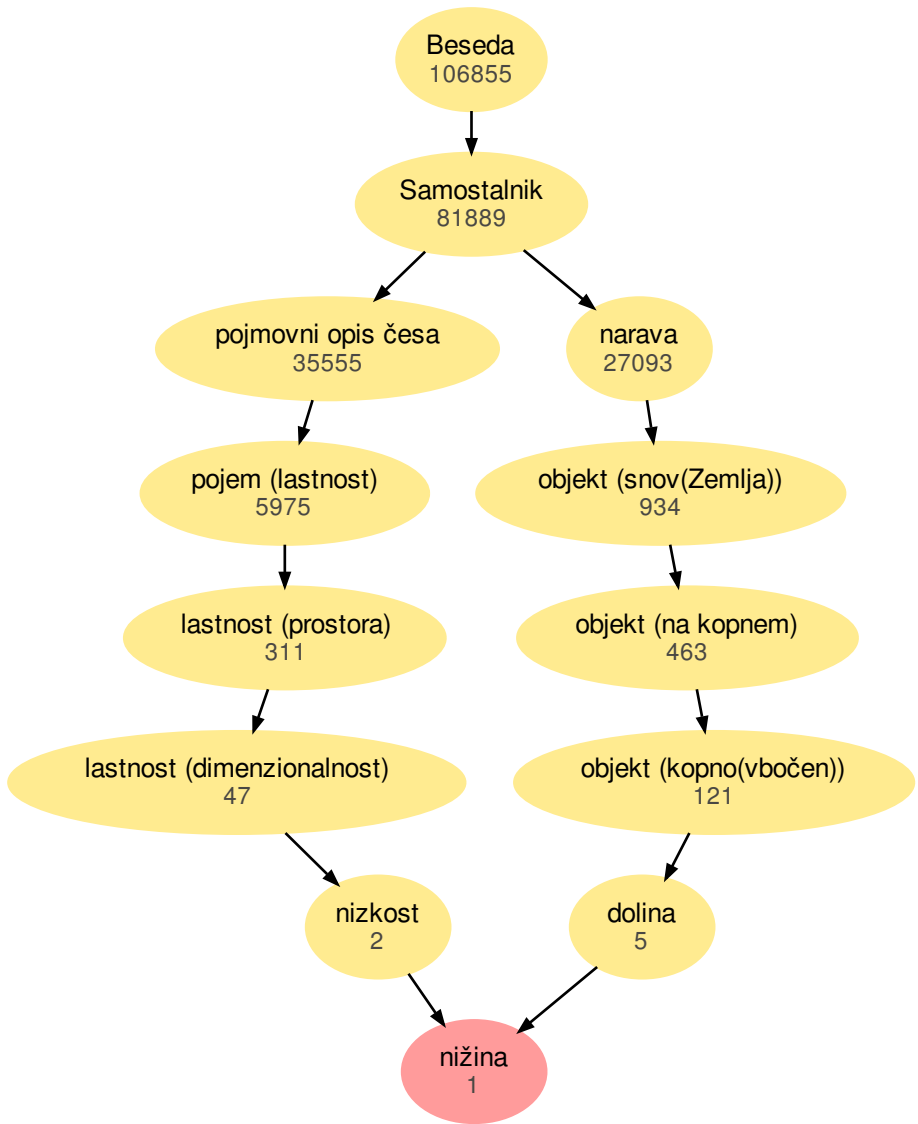 Beseda
106855
Samostalnik
81889
pojmovni opis česa
35555
narava
27093
pojem (lastnost)
5975
objekt (snov(Zemlja))
934
lastnost (prostora)
311
objekt (na kopnem)
463
lastnost (dimenzionalnost)
47
objekt (kopno(vbočen))
121
nizkost
2
dolina
5
nižina
1